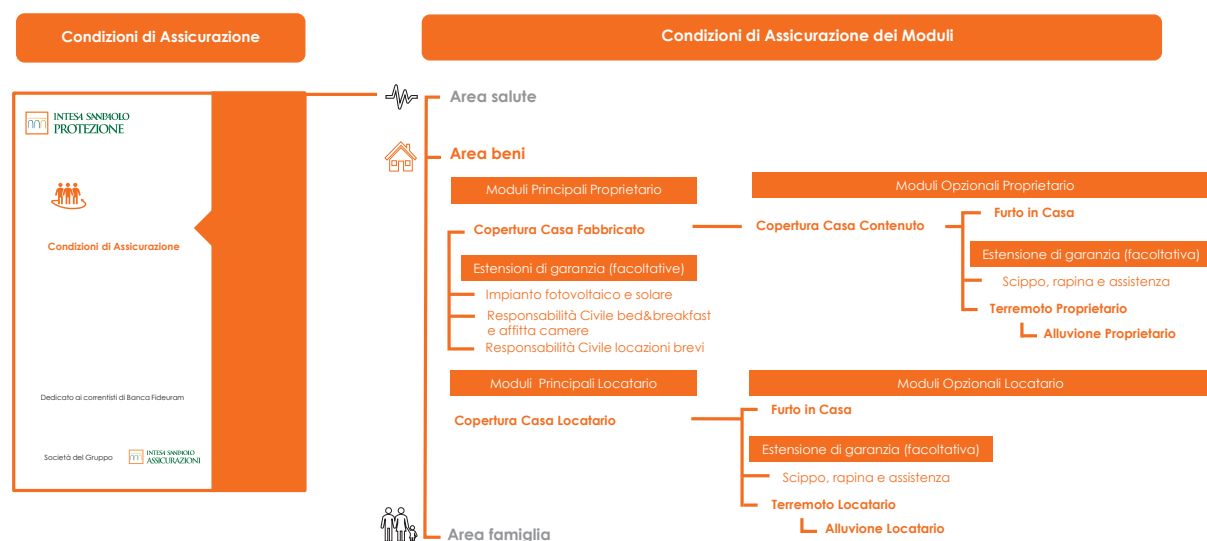 Condizioni di Assicurazione
Condizioni di Assicurazione dei Moduli
INTESA SANPAOLO
PROTEZIONE
Condizioni di Assicurazione
Dedicato ai correntisti di Banca Fideuram
Società del Gruppo
INTESA SANPAOLO
ASSICURAZIONI
Area salute
Area beni
Moduli Principali Proprietario
Moduli Opzionali Proprietario
Copertura Casa Fabbricato
Copertura Casa Contenuto
Furto in Casa
Estensioni di garanzia (facoltative)
Estensione di garanzia (facoltativa)
Impianto fotovoltaico e solare
Scippo, rapina e assistenza
Responsabilità Civile bed&breakfast
e affitta camere
Terremoto Proprietario
Responsabilità Civile locazioni brevi
Alluvione Proprietario
Moduli Principali Locatario
Moduli Opzionali Locatario
Copertura Casa Locatario
Furto in Casa
Estensione di garanzia (facoltativa)
Scippo, rapina e assistenza
Terremoto Locatario
Alluvione Locatario
Area famiglia